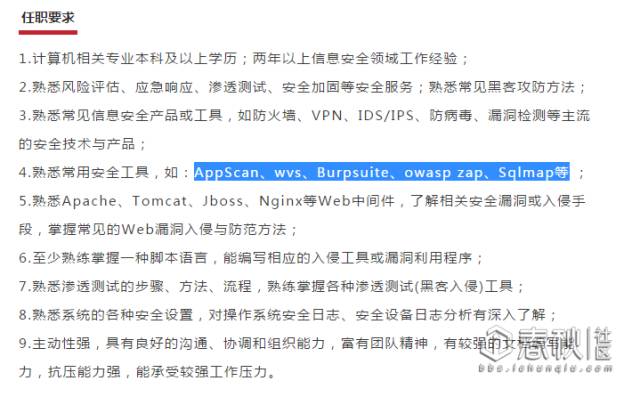 任职要求
1.计算机相关专业本科及以上学历；两年以上信息安全领域工作经验；
2.熟悉风险评估、应急响应、渗透测试、安全加固等安全服务；熟悉常见黑客攻防方法；
3.熟悉常见信息安全产品或工具，如防火墙、VPN、IDS/IPS、防病毒、漏洞检测等主流
的安全技术与产品；
4.熟悉常用安全工具，如：AppScan、wvs、Burpsuite、owasp zap、Sqlmap等 ；
5.熟悉Apache、Tomcat、Jboss、Nginx等Web中间件，了解相关安全漏洞或入侵手
段，掌握常见的Web漏洞入侵与防范方法；
6.至少熟练掌握一种脚本语言，能编写相应的入侵工具或漏洞利用程序；
7.熟悉渗透测试的步骤、方法、流程，熟练掌握各种渗透测试(黑客入侵)工具；
8.熟悉系统的各种安全设置，对操作系统安全日志、安全设备日志分析有深入了解；
9.主动性强，具有良好的沟通、协调和组织能力，富有团队精神，有较强的文档编写能
力，抗压能力强，能承受较强工作压力。
春秋 社区
bbs.ichunqiu.com